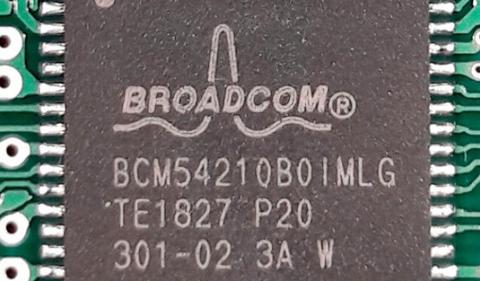 BROADCOM®
BCM54210B0IMLG
TE1827 P20
301-02 3A W